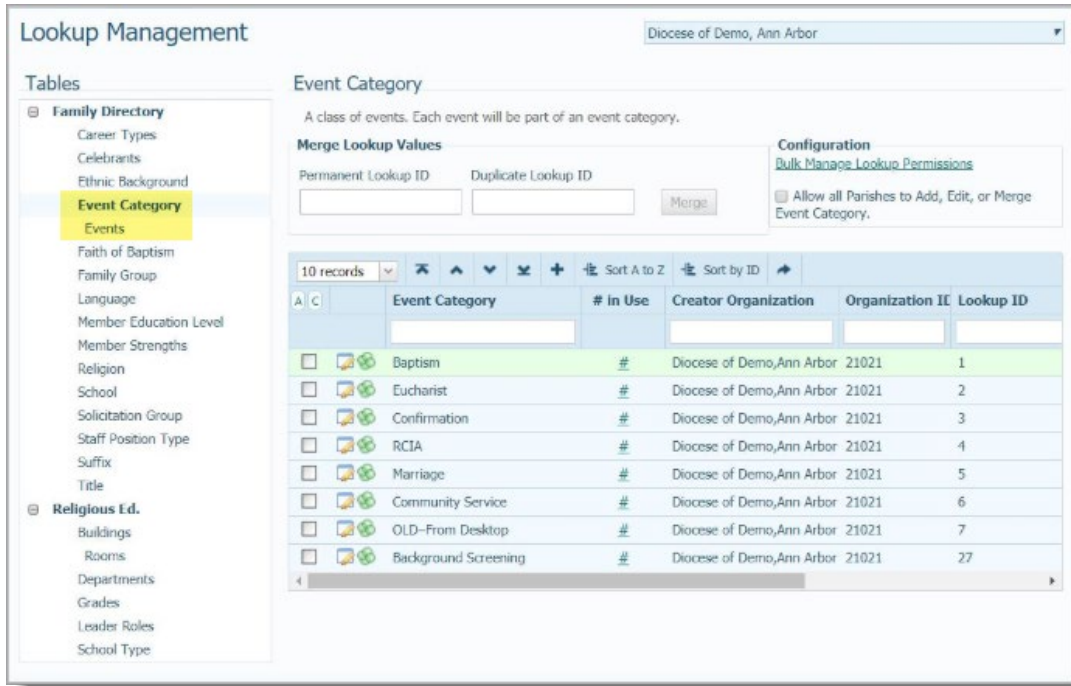 Lookup Management
Diocese of Demo, Ann Arbor
Tables
Family Directory
Career Types
Celebrants
Ethnic Background
Event Category
Events
Faith of Baptism
Family Group
Language
Member Education Level
Member Strengths
Religion
School
Solicitation Group
Staff Position Type
Suffix
Title
Religious Ed.
Buildings
Rooms
Departments
Grades
Leader Roles
School Type
Event Category
A class of events. Each event will be part of an event category.
Merge Lookup Values
Permanent Lookup ID Duplicate Lookup ID
Merge
Configuration
Bulk Manage Lookup Permissions
Allow all Parishes to Add, Edit, or Merge
Event Category.
10 records Sort A to Z Sort by ID
A C Event Category # in Use Creator Organization Organization ID Lookup ID
Baptism # Diocese of Demo,Ann Arbor 21021 1
Eucharist # Diocese of Demo,Ann Arbor 21021 2
Confirmation # Diocese of Demo,Ann Arbor 21021 3
RCIA # Diocese of Demo,Ann Arbor 21021 4
Marriage # Diocese of Demo,Ann Arbor 21021 5
Community Service # Diocese of Demo,Ann Arbor 21021 6
OLD–From Desktop # Diocese of Demo,Ann Arbor 21021 7
Background Screening # Diocese of Demo,Ann Arbor 21021 27